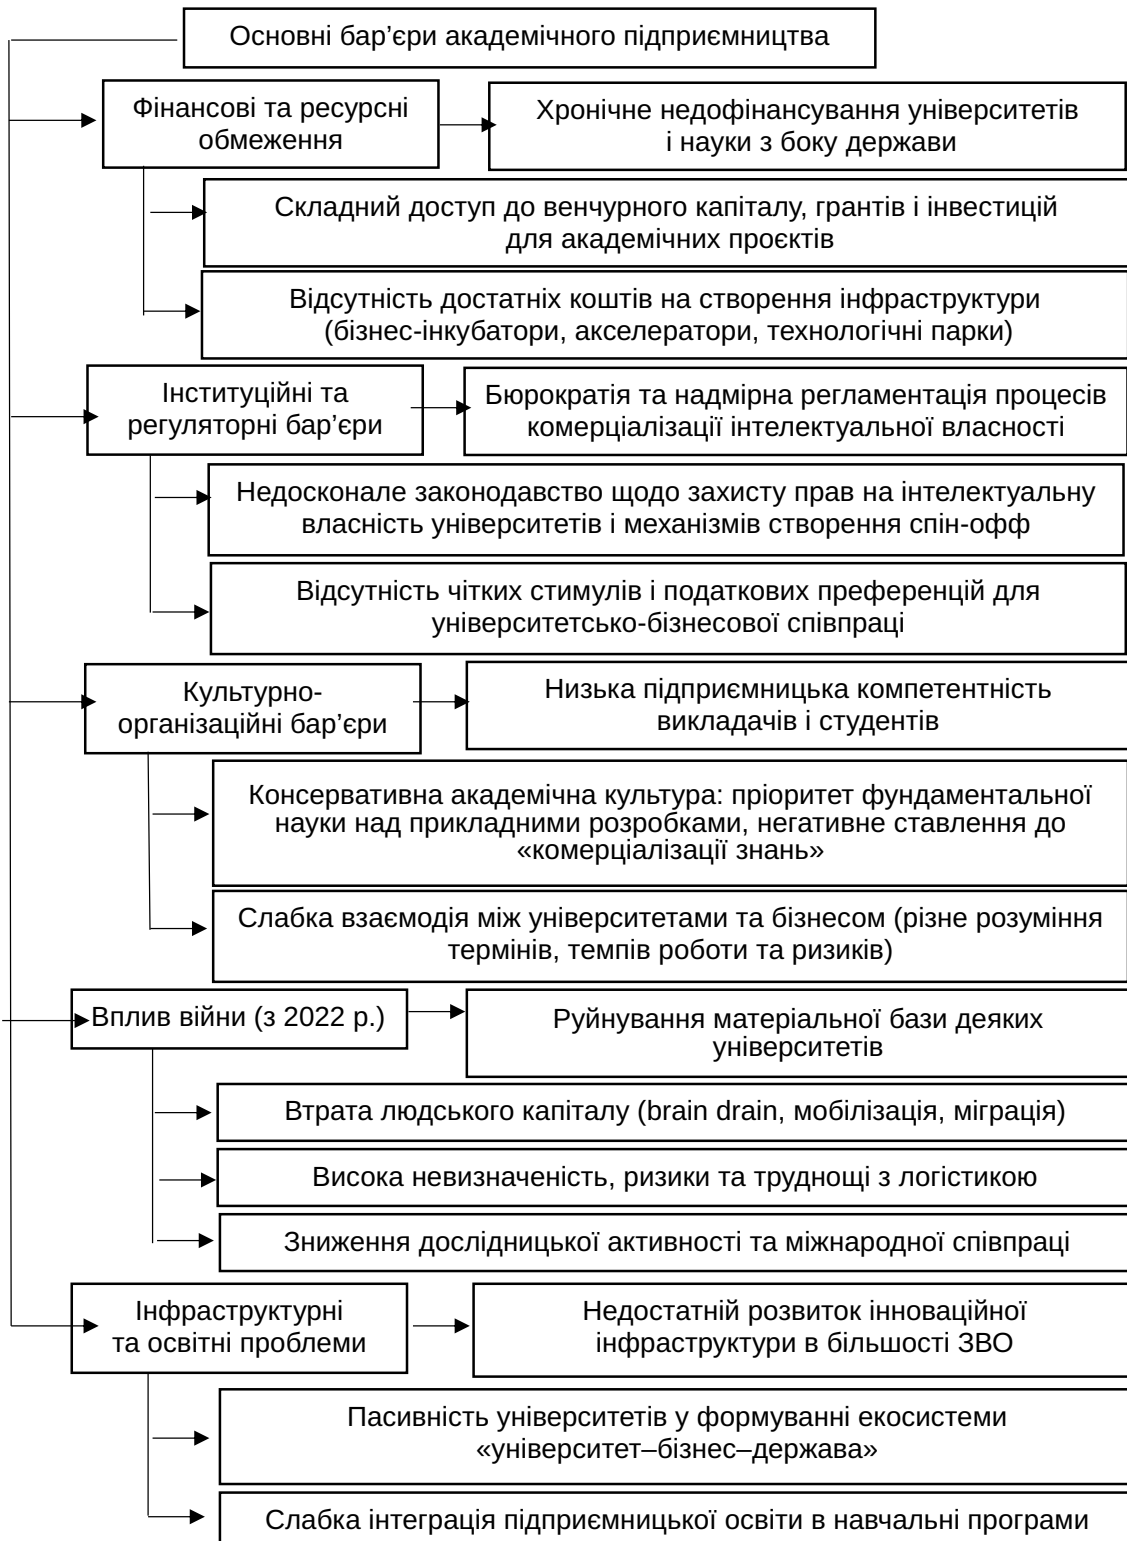 Основні бар’єри академічного підприємництва
Фінансові та ресурсні
обмеження
Хронічне недофінансування університетів
і науки з боку держави
Складний доступ до венчурного капіталу, грантів і інвестицій
для академічних проєктів
Відсутність достатніх коштів на створення інфраструктури
(бізнес-інкубатори, акселератори, технологічні парки)
Інституційні та
регуляторні бар’єри
Бюрократія та надмірна регламентація процесів
комерціалізації інтелектуальної власності
Недосконале законодавство щодо захисту прав на інтелектуальну
власність університетів і механізмів створення спін-офф
Відсутність чітких стимулів і податкових преференцій для
університетсько-бізнесової співпраці
Культурно-
організаційні бар’єри
Низька підприємницька компетентність
викладачів і студентів
Консервативна академічна культура: пріоритет фундаментальної
науки над прикладними розробками, негативне ставлення до
«комерціалізації знань»
Слабка взаємодія між університетами та бізнесом (різне розуміння
термінів, темпів роботи та ризиків)
Вплив війни (з 2022 р.)
Руйнування матеріальної бази деяких
університетів
Втрата людського капіталу (brain drain, мобілізація, міграція)
Висока невизначеність, ризики та труднощі з логістикою
Зниження дослідницької активності та міжнародної співпраці
Інфраструктурні
та освітні проблеми
Недостатній розвиток інноваційної
інфраструктури в більшості ЗВО
Пасивність університетів у формуванні екосистеми
«університет–бізнес–держава»
Слабка інтеграція підприємницької освіти в навчальні програми